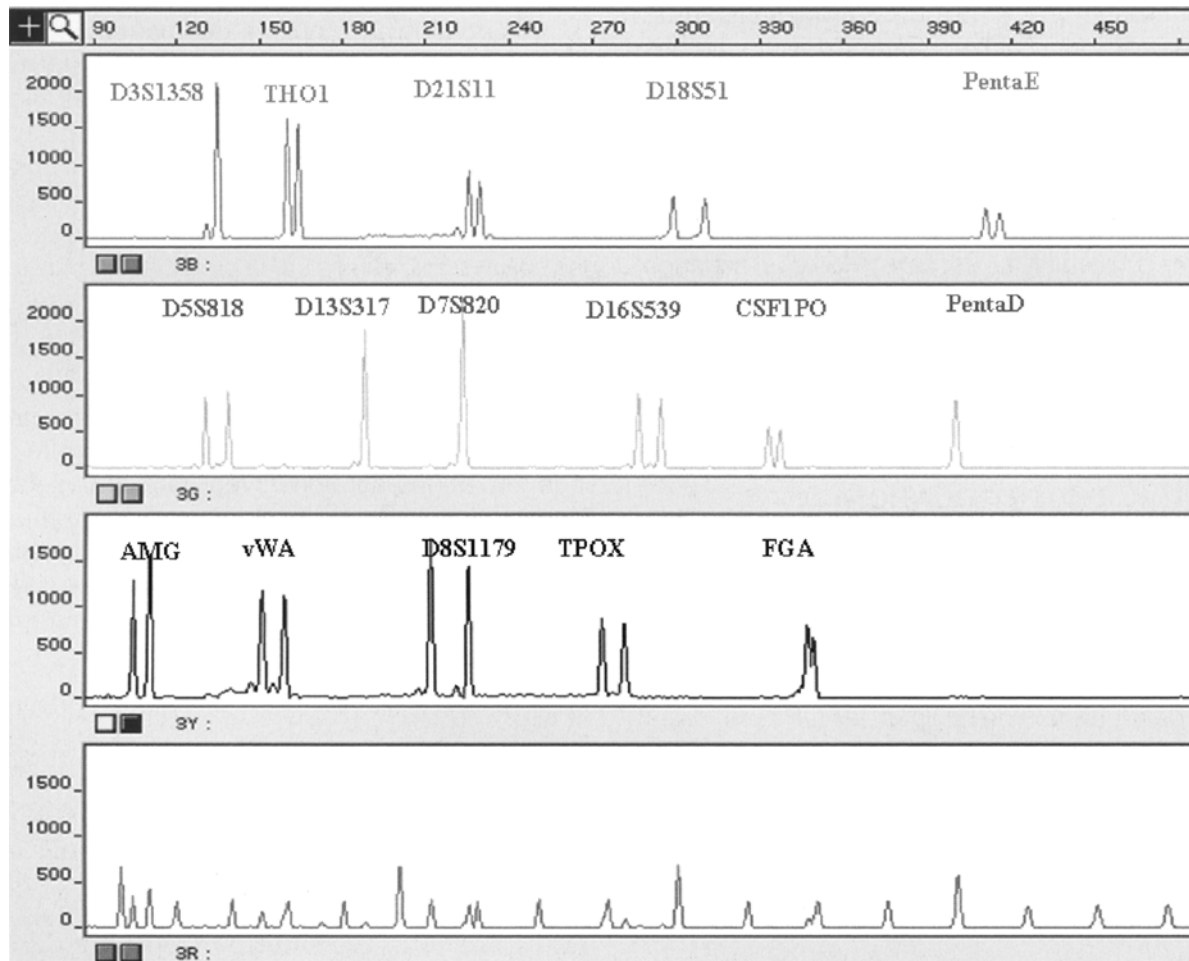 90 120 150 180 210 240 270 300 330 360 390 420 450
D3S1358 THO1 D21S11 D18S51 PentaE
2000
1500
1000
500
0
3B :
D5S818 D13S317 D7S820 D16S539 CSF1PO PentaD
2000
1500
1000
500
0
3G :
AMG vWA D8S1179 TPOX FGA
1500
1000
500
0
3Y :
1500
1000
500
0
3R :